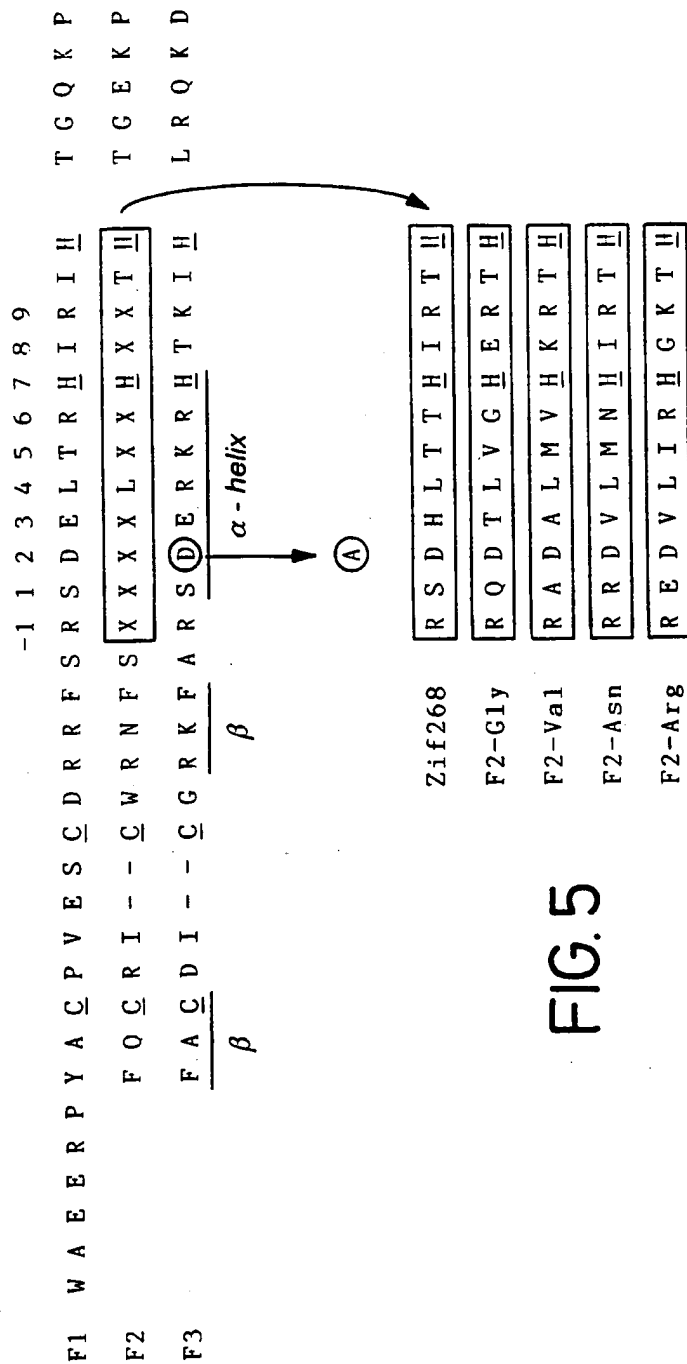 -1 1 2 3 4 5 6 7 8 9
F1 W A E E R P Y A C P V E S C D R R F S R S D E L T R H I R I H T G Q K P
F2 F Q C R I - - C W R N F S X X X X L X X H X X T H T G E K P
F3 F A C D I - - C G R K F A R S D E R K R H T K I H L R Q K D
β β α - helix
A
Zif268 R S D H L T T H I R T H
F2-Gly R Q D T L V G H E R T H
F2-Val R A D A L M V H K R T H
F2-Asn R R D V L M N H I R T H
F2-Arg R E D V L I R H G K T H
FIG. 5